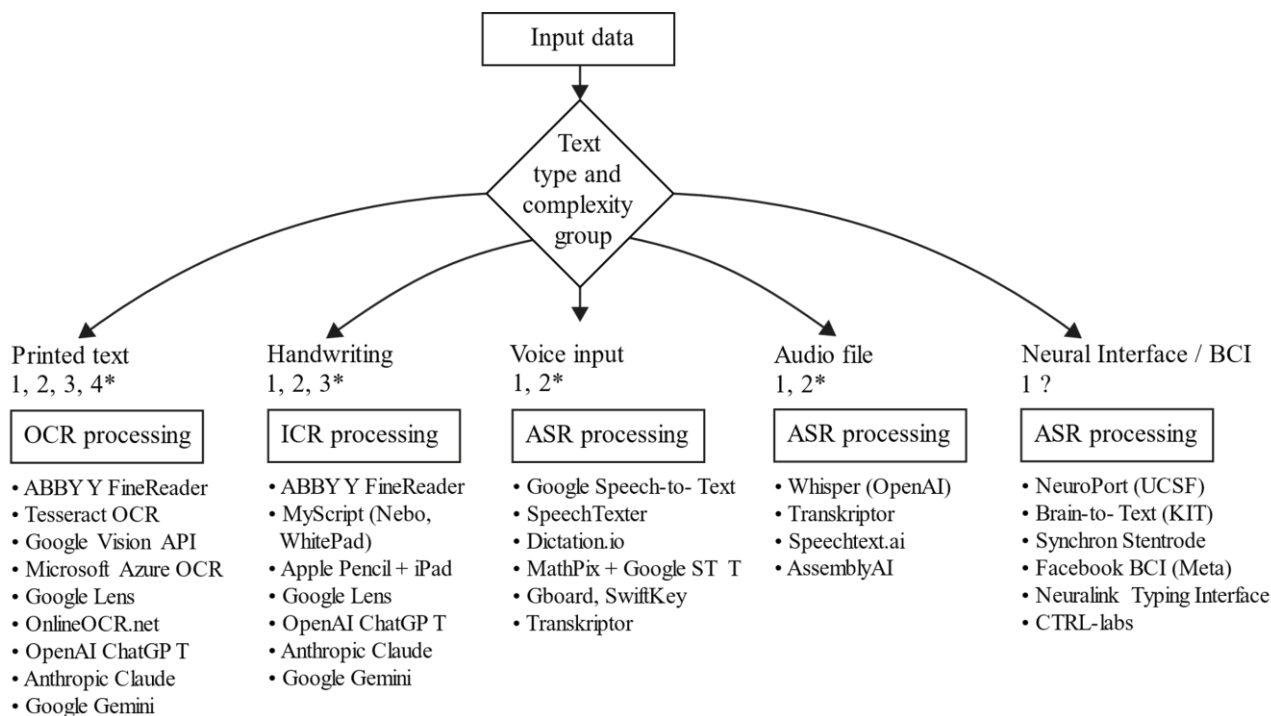 Input data
Text
type and
complexity
group
Printed text
1, 2, 3, 4*
OCR processing
• ABBY Y FineReader
• Tesseract OCR
• Google Vision API
• Microsoft Azure OCR
• Google Lens
• OnlineOCR.net
• OpenAI ChatGP T
• Anthropic Claude
• Google Gemini
Handwriting
1, 2, 3*
ICR processing
• ABBY Y FineReader
• MyScript (Nebo,
WhitePad)
• Apple Pencil + iPad
• Google Lens
• OpenAI ChatGP T
• Anthropic Claude
• Google Gemini
Voice input
1, 2*
ASR processing
• Google Speech-to- Text
• SpeechTexter
• Dictation.io
• MathPix + Google ST T
• Gboard, SwiftKey
• Transkriptor
Audio file
1, 2*
ASR processing
• Whisper (OpenAI)
• Transkriptor
• Speechtext.ai
• AssemblyAI
Neural Interface / BCI
1 ?
ASR processing
• NeuroPort (UCSF)
• Brain-to- Text (KIT)
• Synchron Stentrode
• Facebook BCI (Meta)
• Neuralink Typing Interface
• CTRL-labs